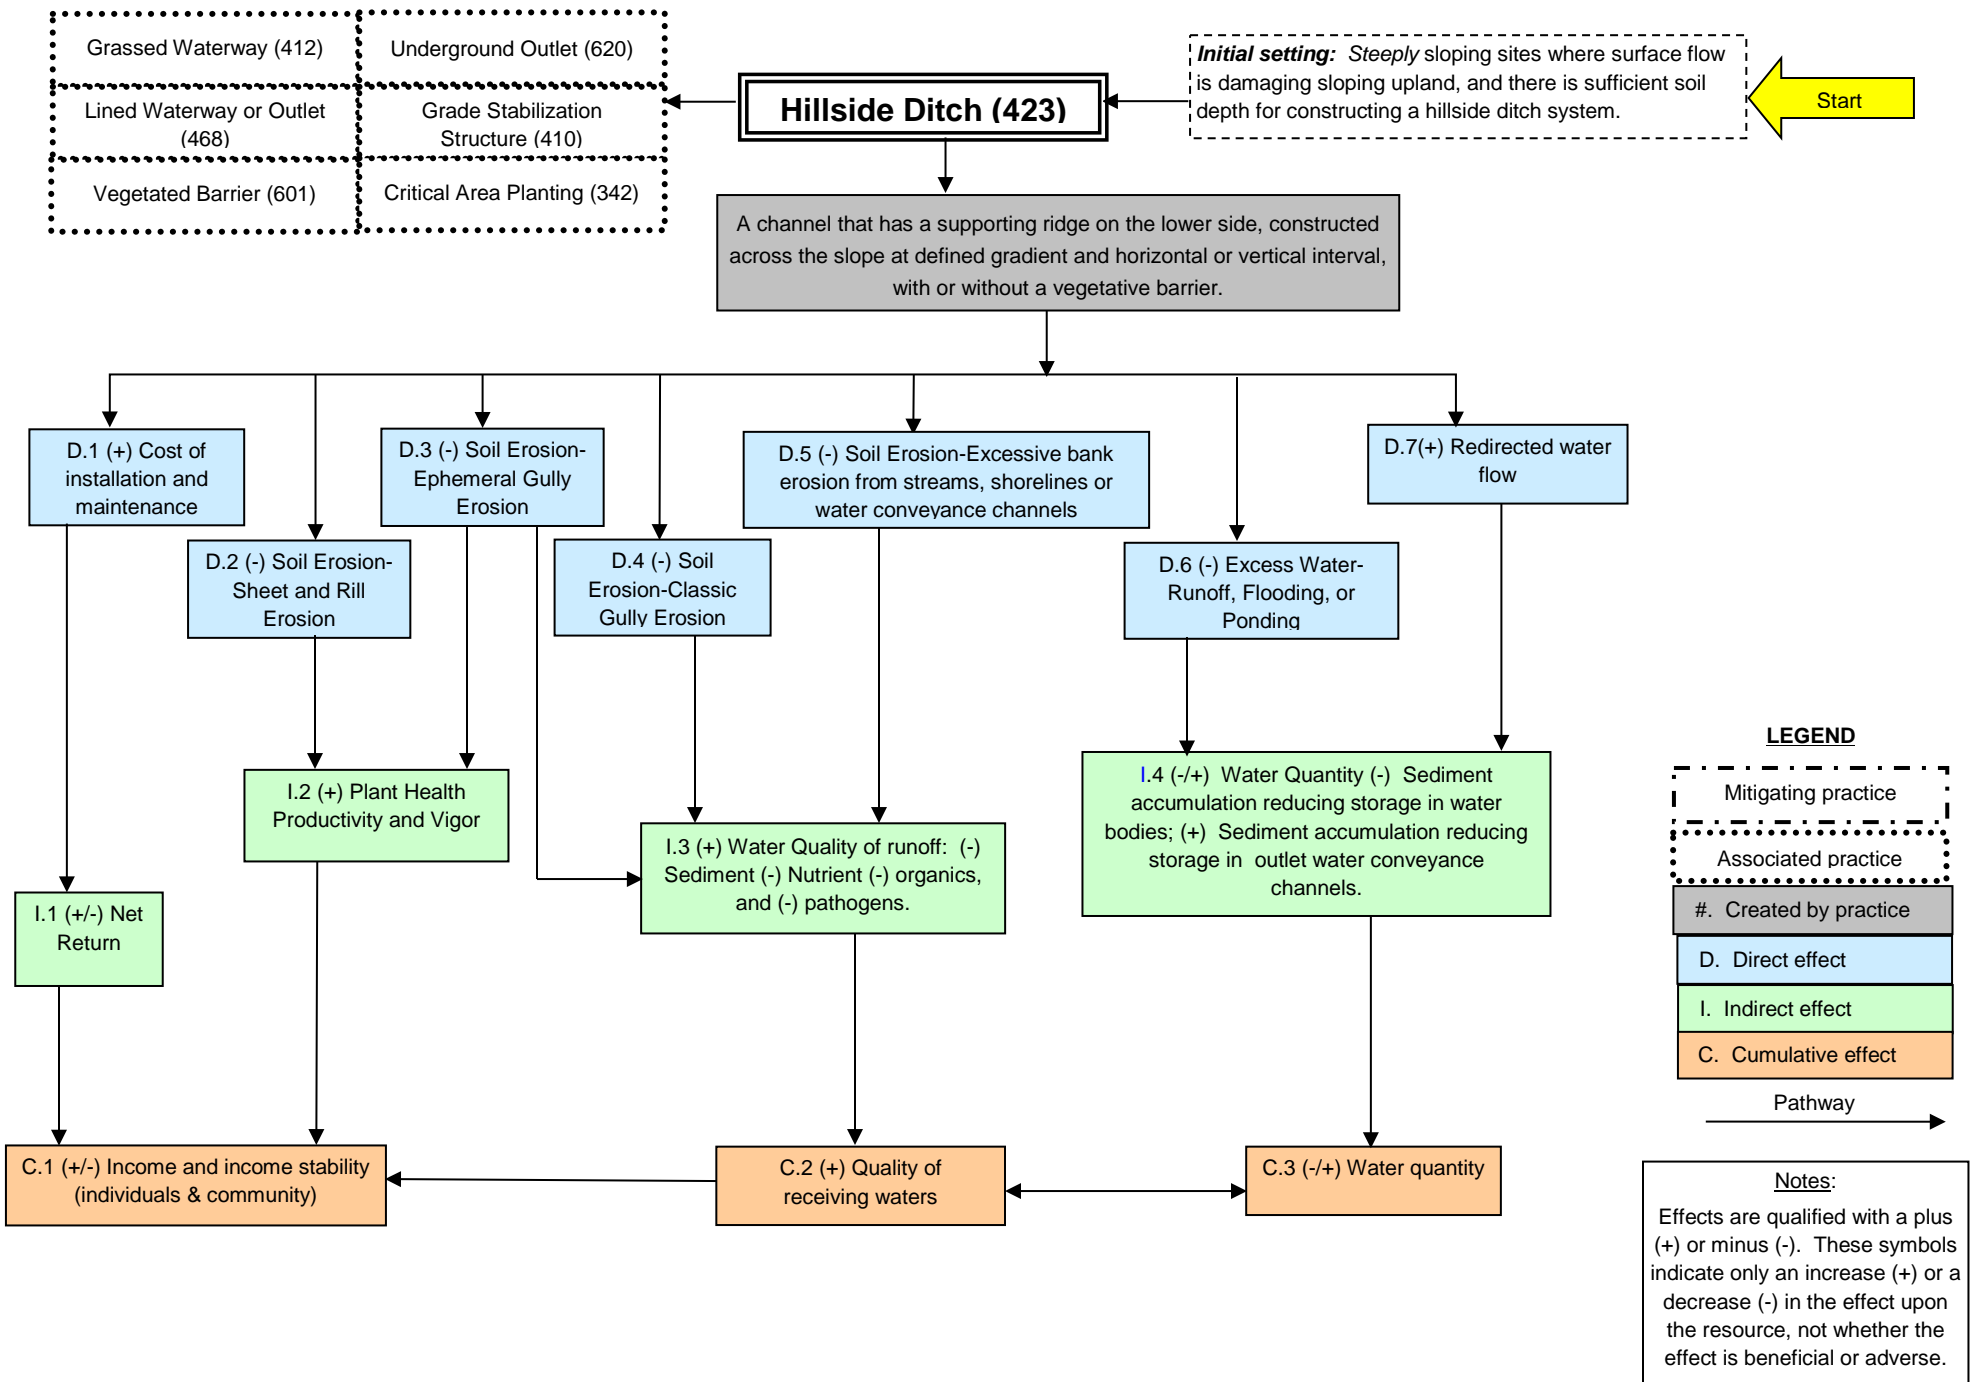 Grassed Waterway (412)
Underground Outlet (620)
Lined Waterway or Outlet
(468)
Grade Stabilization
Structure (410)
Vegetated Barrier (601)
Critical Area Planting (342)
Hillside Ditch (423)
Initial setting: Steeply sloping sites where surface flow
is damaging sloping upland, and there is sufficient soil
depth for constructing a hillside ditch system.
Start
A channel that has a supporting ridge on the lower side, constructed
across the slope at defined gradient and horizontal or vertical interval,
with or without a vegetative barrier.
D.1 (+) Cost of
installation and
maintenance
D.2 (-) Soil Erosion-
Sheet and Rill
Erosion
D.3 (-) Soil Erosion-
Ephemeral Gully
Erosion
D.4 (-) Soil
Erosion-Classic
Gully Erosion
D.5 (-) Soil Erosion-Excessive bank
erosion from streams, shorelines or
water conveyance channels
D.6 (-) Excess Water-
Runoff, Flooding, or
Ponding
D.7(+) Redirected water
flow
I.1 (+/-) Net
Return
I.2 (+) Plant Health
Productivity and Vigor
I.3 (+) Water Quality of runoff: (-)
Sediment (-) Nutrient (-) organics,
and (-) pathogens.
I.4 (-/+) Water Quantity (-) Sediment
accumulation reducing storage in water
bodies; (+) Sediment accumulation reducing
storage in outlet water conveyance
channels.
C.1 (+/-) Income and income stability
(individuals & community)
C.2 (+) Quality of
receiving waters
C.3 (-/+) Water quantity
LEGEND
Mitigating practice
Associated practice
#. Created by practice
D. Direct effect
I. Indirect effect
C. Cumulative effect
Pathway
Notes:
Effects are qualified with a plus
(+) or minus (-). These symbols
indicate only an increase (+) or a
decrease (-) in the effect upon
the resource, not whether the
effect is beneficial or adverse.